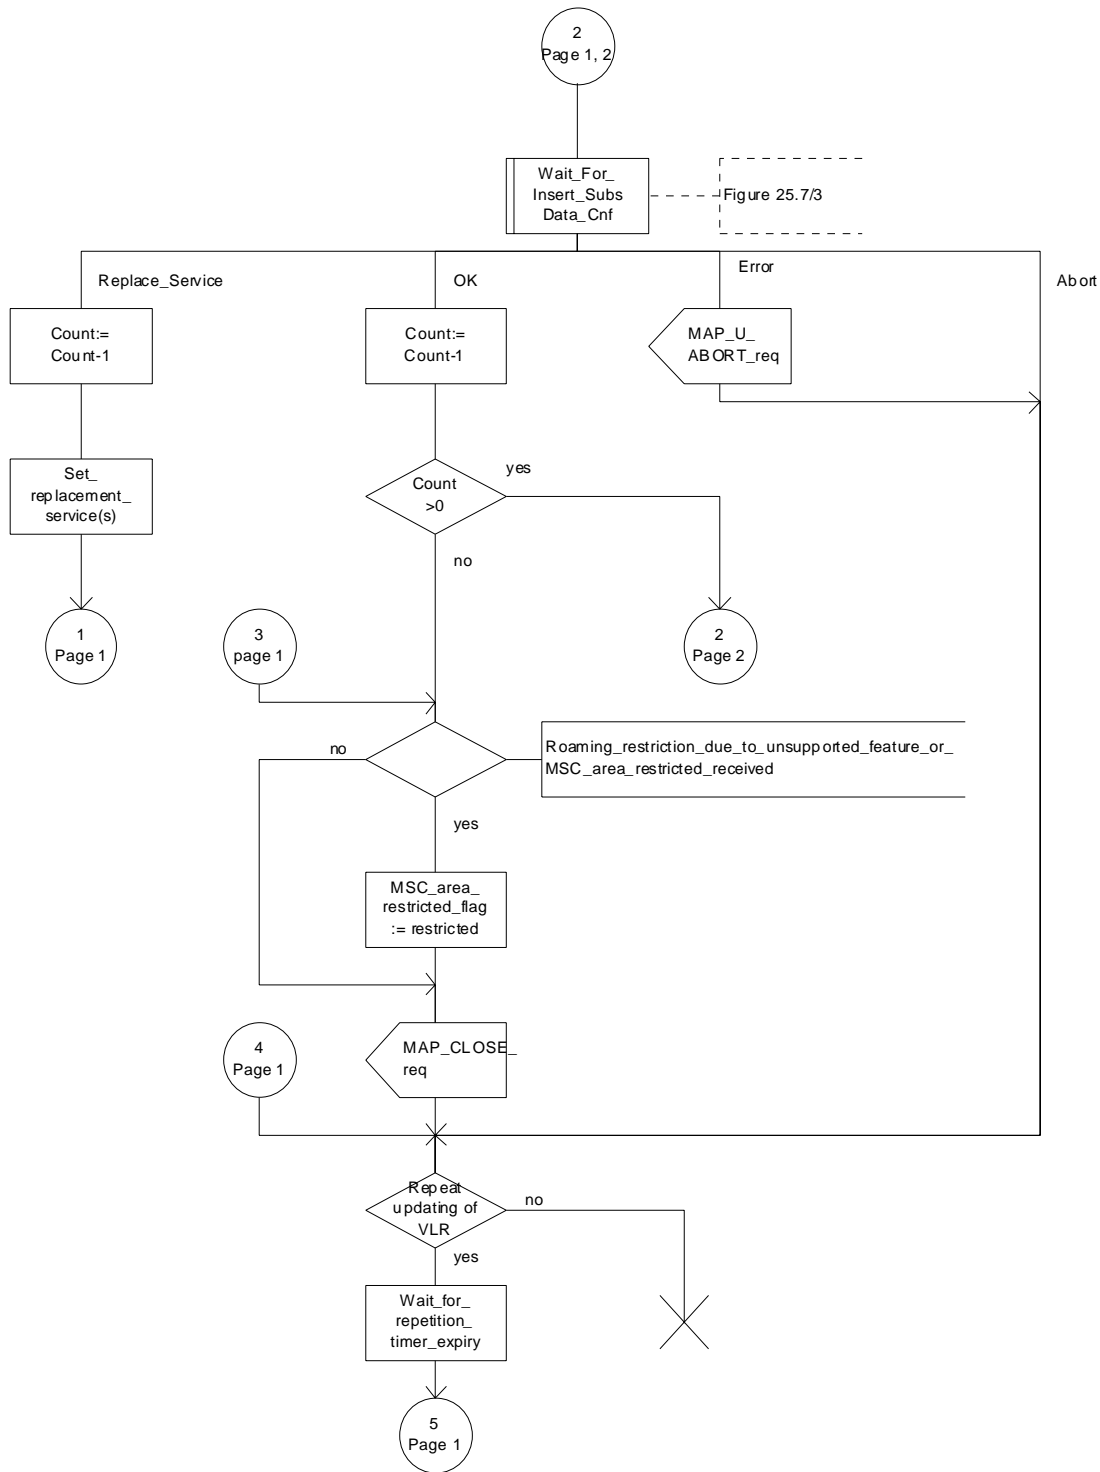 2
Page 1, 2
Wait_For_
Insert_Subs
Data_Cnf
Figure 25.7/3
Replace_Service
OK
Error
Abort
Count:=
Count-1
Count:=
Count-1
MAP_U_
ABORT_req
Set_
replacement_
service(s)
Count
>0
yes
no
1
Page 1
3
page 1
2
Page 2
no
Roaming_restriction_due_to_unsupported_feature_or_
MSC_area_restricted_received
yes
MSC_area_
restricted_flag
:= restricted
4
Page 1
MAP_CLOSE_
req
Repeat
updating of
VLR
no
yes
Wait_for_
repetition_
timer_expiry
5
Page 1